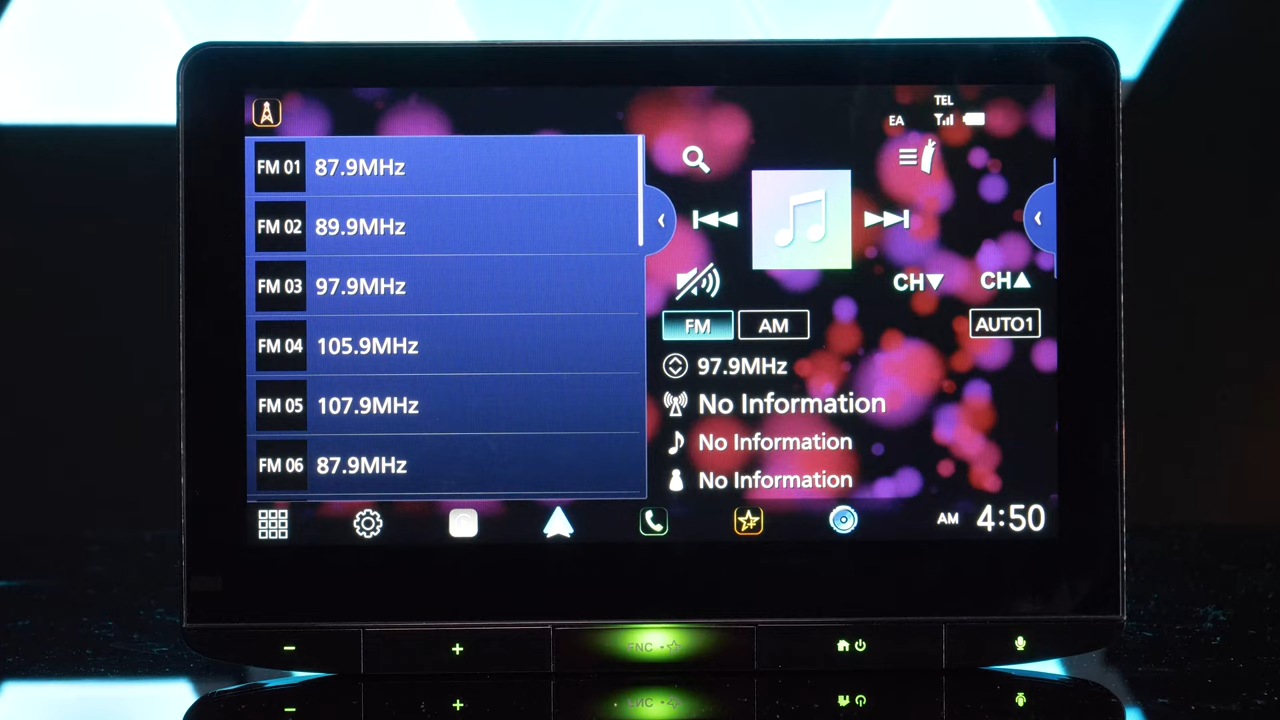 TEL
EA
FM 01 87.9MHz
FM 02 89.9MHz
FM 03 97.9MHz
FM 04 105.9MHz
FM 05 107.9MHz
FM 06 87.9MHz
CH▼ CH▲
FM AM AUTO1
97.9MHz
No Information
No Information
No Information
AM 4:50
− +
ENC